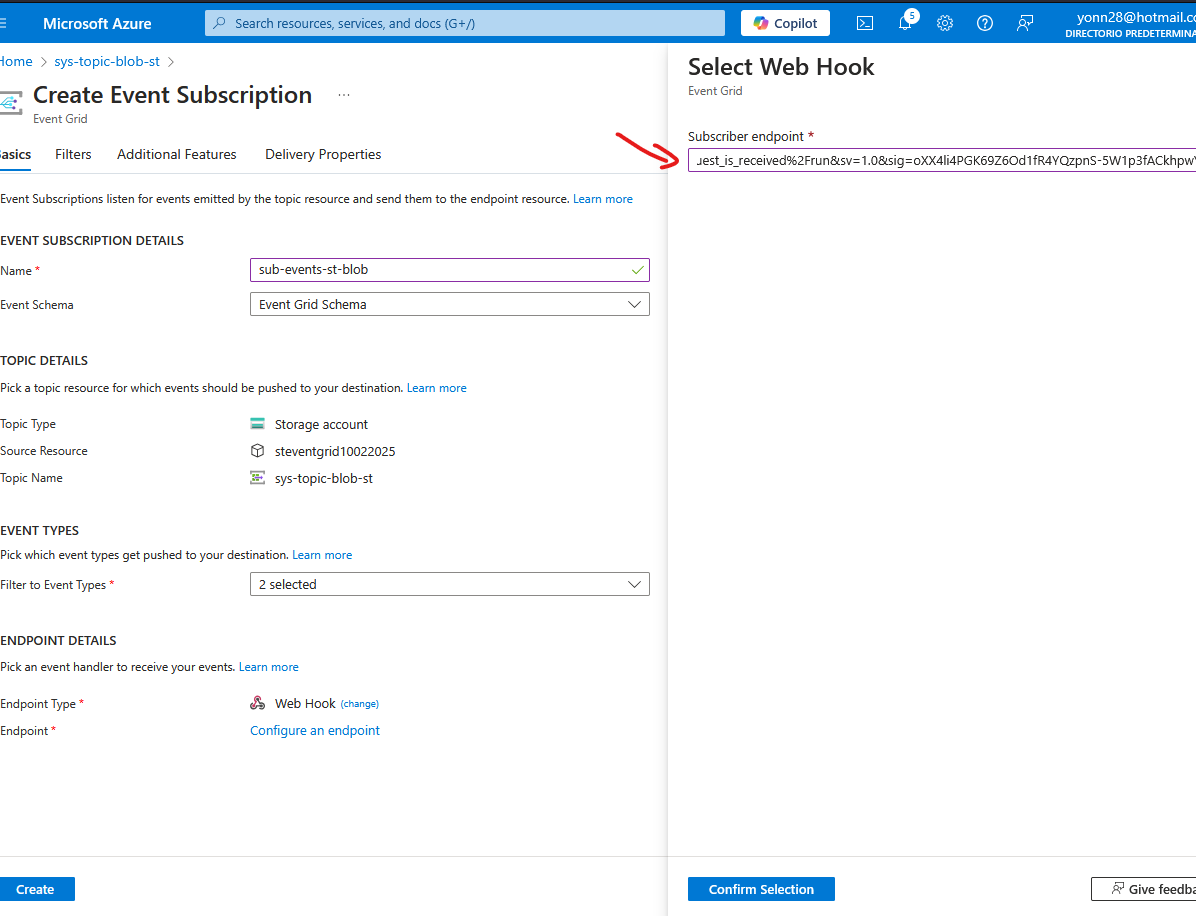 Microsoft Azure
Search resources, services, and docs (G+/)
Copilot
5
yonn28@hotmail.co
DIRECTORIO PREDETERMINA
Home > sys-topic-blob-st >
Create Event Subscription ...
Event Grid
Basics Filters Additional Features Delivery Properties
Event Subscriptions listen for events emitted by the topic resource and send them to the endpoint resource. Learn more
EVENT SUBSCRIPTION DETAILS
Name * sub-events-st-blob
Event Schema Event Grid Schema
TOPIC DETAILS
Pick a topic resource for which events should be pushed to your destination. Learn more
Topic Type Storage account
Source Resource steventgrid10022025
Topic Name sys-topic-blob-st
EVENT TYPES
Pick which event types get pushed to your destination. Learn more
Filter to Event Types * 2 selected
ENDPOINT DETAILS
Pick an event handler to receive your events. Learn more
Endpoint Type * Web Hook (change)
Endpoint * Configure an endpoint
Create
Select Web Hook
Event Grid
Subscriber endpoint *
uest_is_received%2Frun&sv=1.0&sig=oXX4li4PGK69Z6Od1fR4YQzpnS-5W1p3fACkhpwY
Confirm Selection
Give feedba